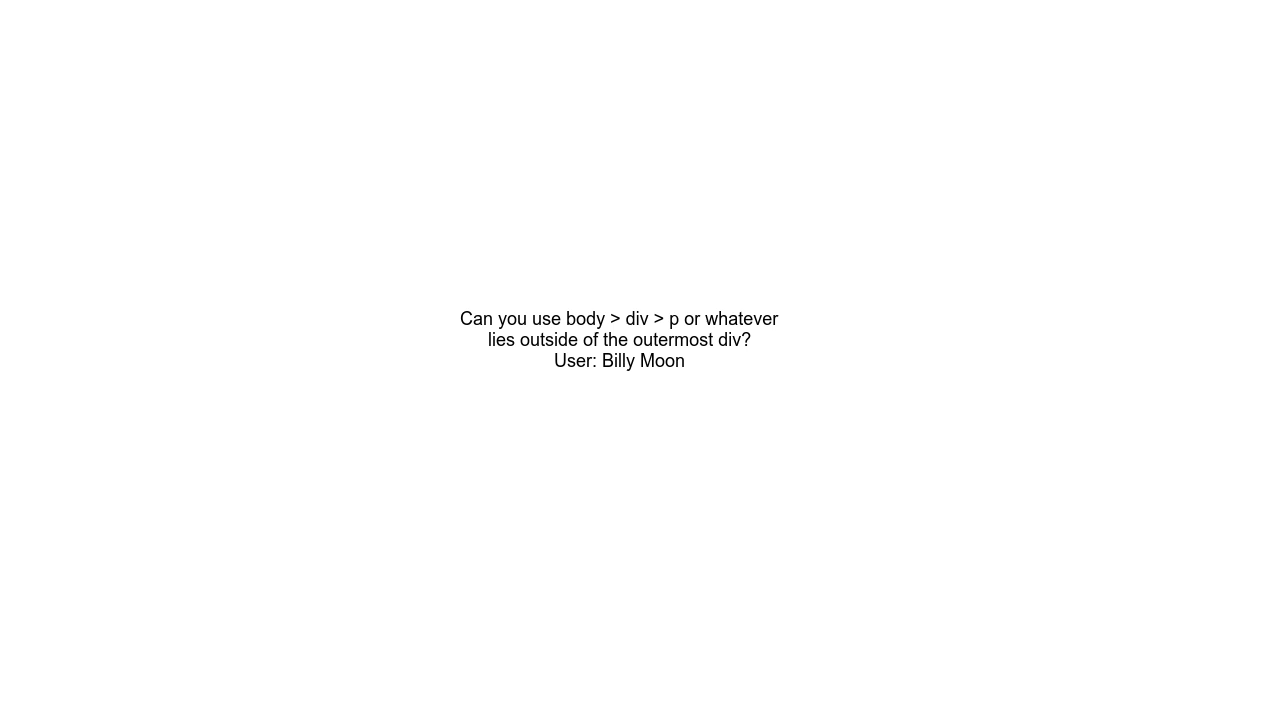 Can you use body > div > p or whatever
lies outside of the outermost div?
User: Billy Moon